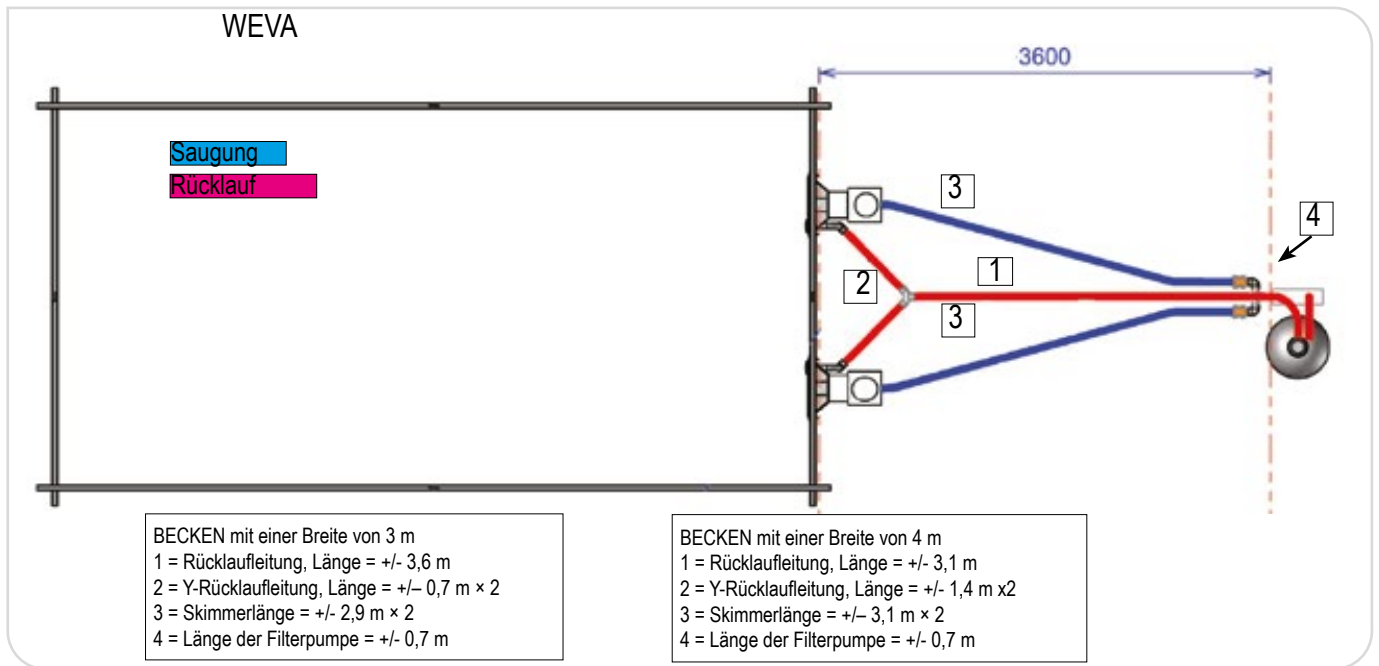 WEVA
3600
Saugung
Rücklauf
3
4
1
2
3
BECKEN mit einer Breite von 3 m
1 = Rücklaufleitung, Länge = +/- 3,6 m
2 = Y-Rücklaufleitung, Länge = +/– 0,7 m × 2
3 = Skimmerlänge = +/- 2,9 m × 2
4 = Länge der Filterpumpe = +/- 0,7 m
BECKEN mit einer Breite von 4 m
1 = Rücklaufleitung, Länge = +/- 3,1 m
2 = Y-Rücklaufleitung, Länge = +/- 1,4 m x2
3 = Skimmerlänge = +/– 3,1 m × 2
4 = Länge der Filterpumpe = +/- 0,7 m